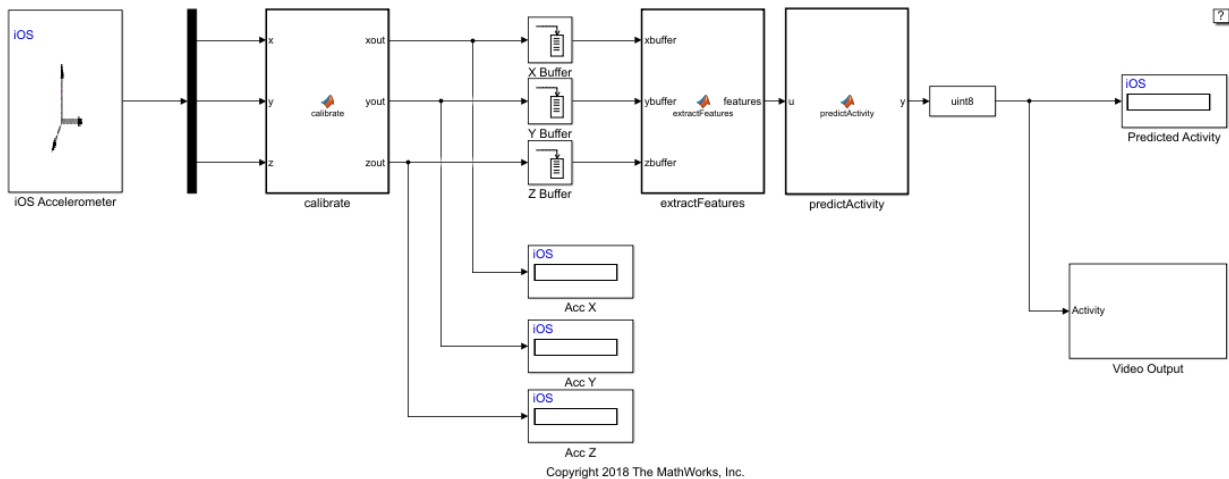 iOS
iOS Accelerometer
x
y
z
calibrate
xout
yout
zout
calibrate
X Buffer
Y Buffer
Z Buffer
xbuffer
ybuffer
zbuffer
extractFeatures
features
extractFeatures
u
predictActivity
y
predictActivity
uint8
?
iOS
Predicted Activity
iOS
Acc X
iOS
Acc Y
iOS
Acc Z
Activity
Video Output
Copyright 2018 The MathWorks, Inc.